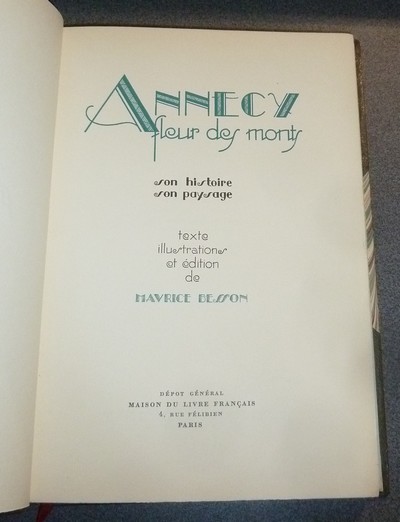 ANNECY
fleur des monts
son histoire
son paysage
texte
illustrations
et édition
de
MAVRICE BESSON
DÉPOT GÉNÉRAL
MAISON DU LIVRE FRANÇAIS
4, RUE FÉLIBIEN
PARIS